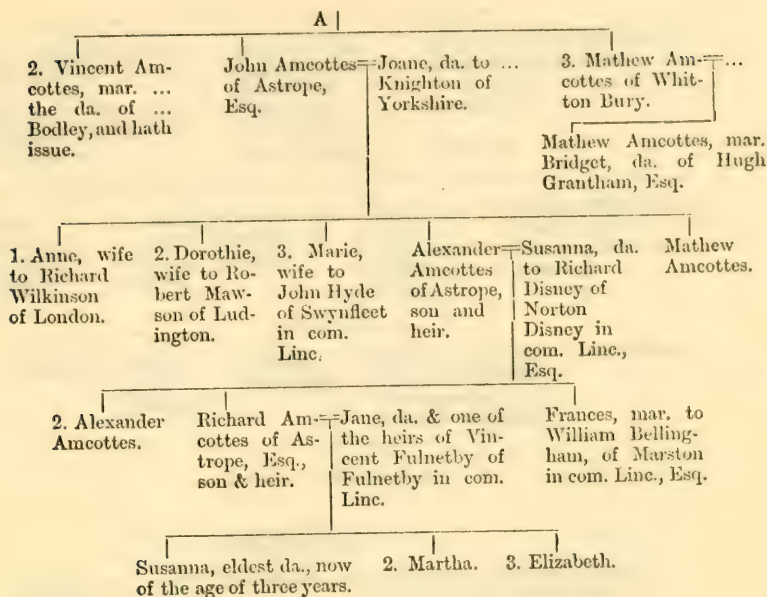 A
2. Vincent Am-
cottes, mar. ...
the da. of ...
Bodley, and hath
issue.
John Amcottes
of Astrope,
Esq.
Joane, da. to ...
Knighton of
Yorkshire.
3. Mathew Am-
cottes of Whit-
ton Bury.
...
Mathew Amcottes, mar.
Bridget, da. of Hugh
Grantham, Esq.
1. Anne, wife
to Richard
Wilkinson
of London.
2. Dorothie,
wife to Ro-
bert Maw-
son of Lud-
ington.
3. Marie,
wife to
John Hyde
of Swynfleet
in com.
Linc.
Alexander
Amcottes
of Astrope,
son and
heir.
Susanna, da.
to Richard
Disney of
Norton
Disney in
com. Linc.,
Esq.
Mathew
Amcottes.
2. Alexander
Amcottes.
Richard Am-
cottes of As-
trope, Esq.,
son & heir.
Jane, da. & one of
the heirs of Vin-
cent Fulnetby of
Fulnetby in com.
Linc.
Frances, mar. to
William Belling-
ham, of Marston
in com. Linc., Esq.
Susanna, eldest da., now
of the age of three years.
2. Martha.
3. Elizabeth.